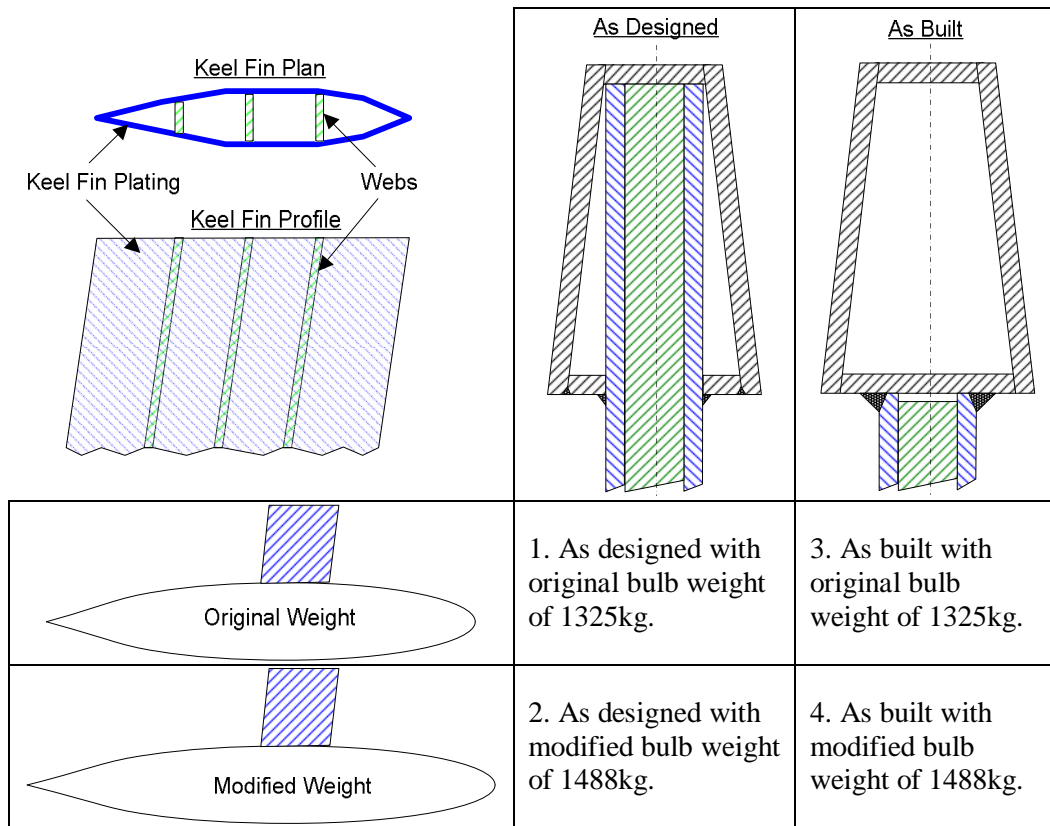 As Designed
As Built
Keel Fin Plan
Keel Fin Plating
Webs
Keel Fin Profile
Original Weight
1. As designed with
original bulb weight
of 1325kg.
3. As built with
original bulb
weight of 1325kg.
Modified Weight
2. As designed with
modified bulb weight
of 1488kg.
4. As built with
modified bulb
weight of 1488kg.